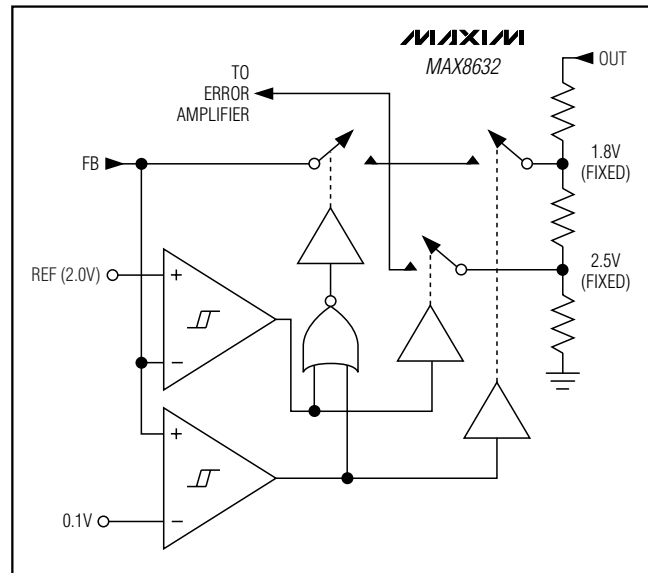 MAXIM
MAX8632
OUT
TO
ERROR
AMPLIFIER
FB
1.8V
(FIXED)
REF (2.0V)
2.5V
(FIXED)
+
−
+
0.1V
−